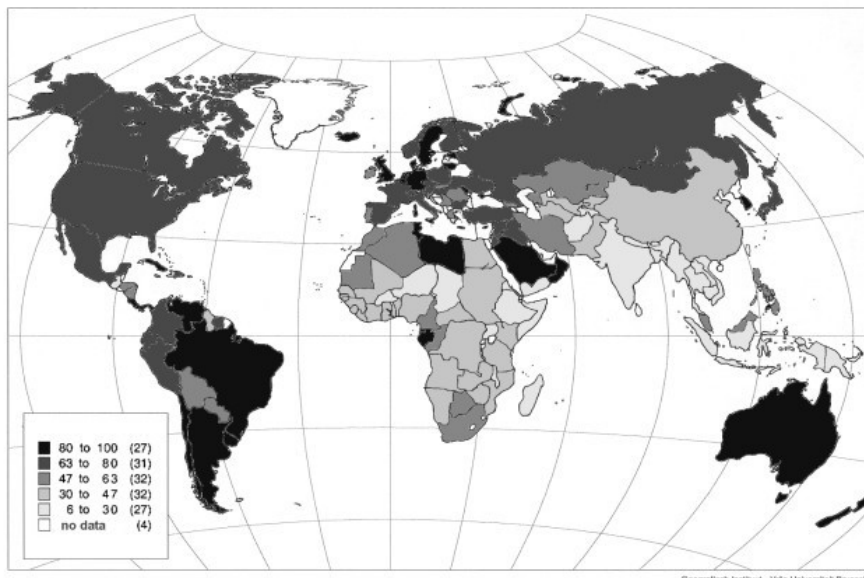 80 to 100 (27)
63 to 80 (31)
47 to 63 (32)
30 to 47 (32)
6 to 30 (27)
no data (4)